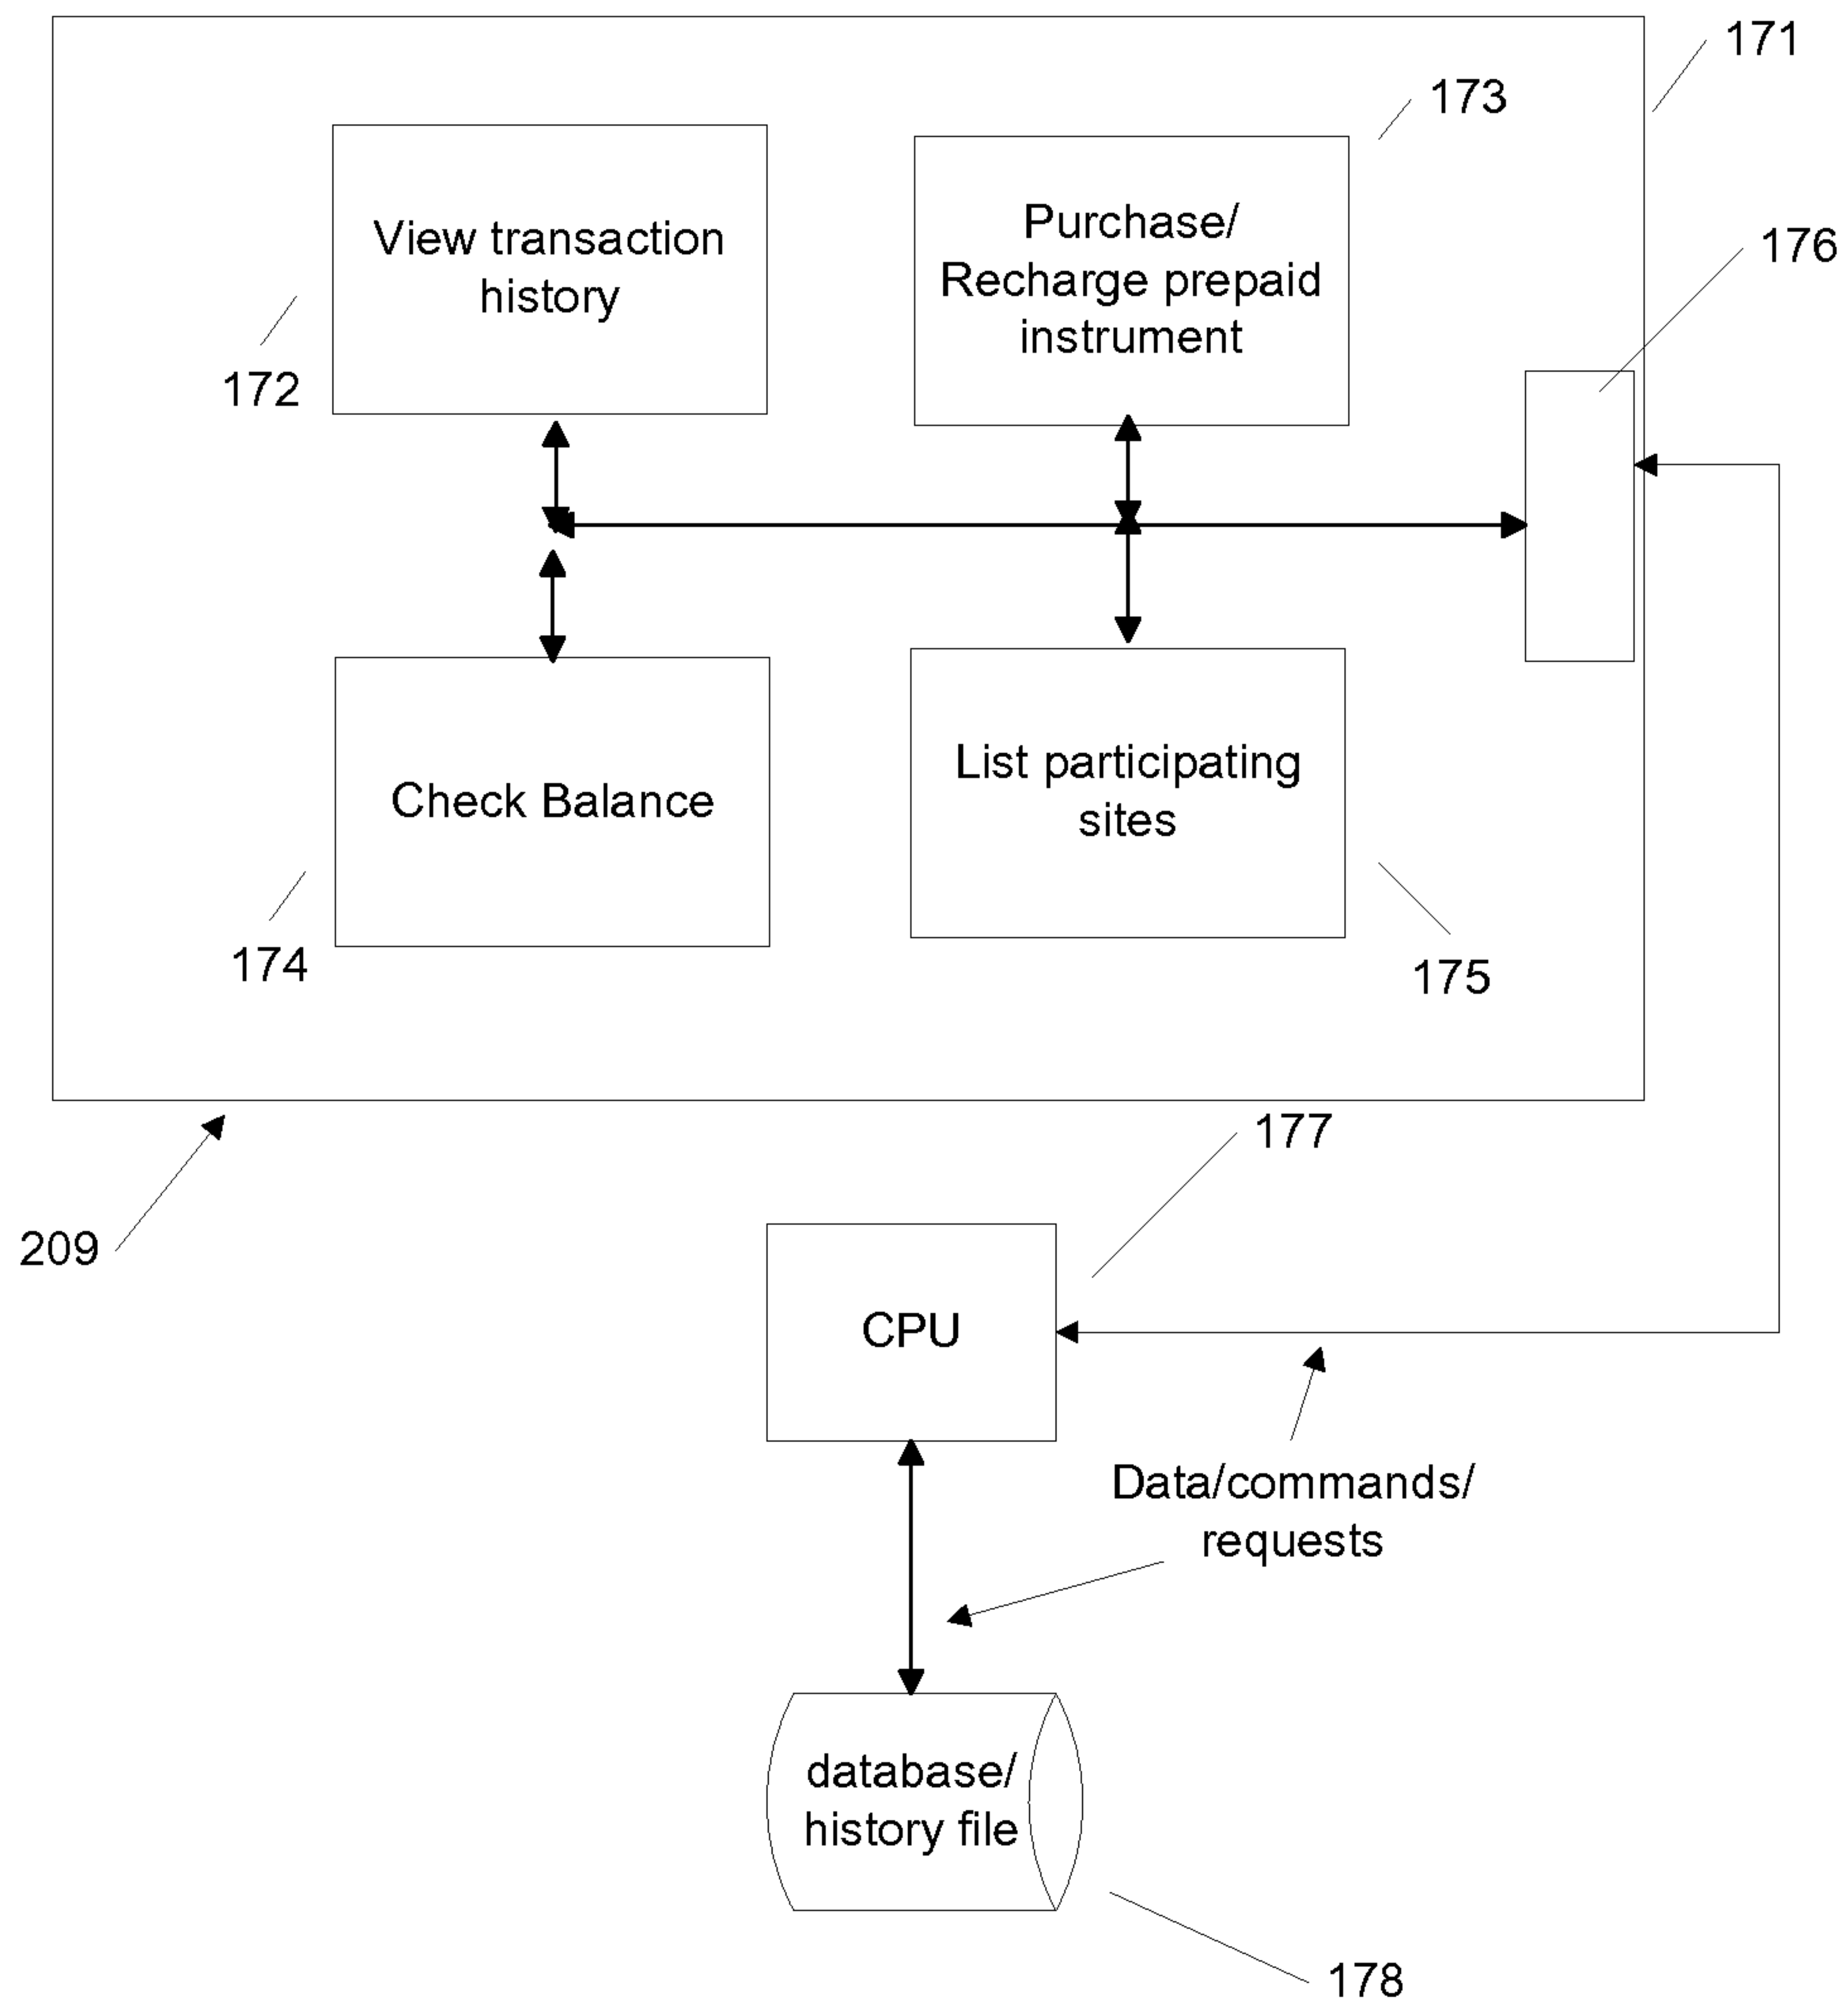 171
173
View transaction
history
Purchase/
Recharge prepaid
instrument
176
172
Check Balance
List participating
sites
174
175
177
209
CPU
Data/commands/
requests
database/
history file
178